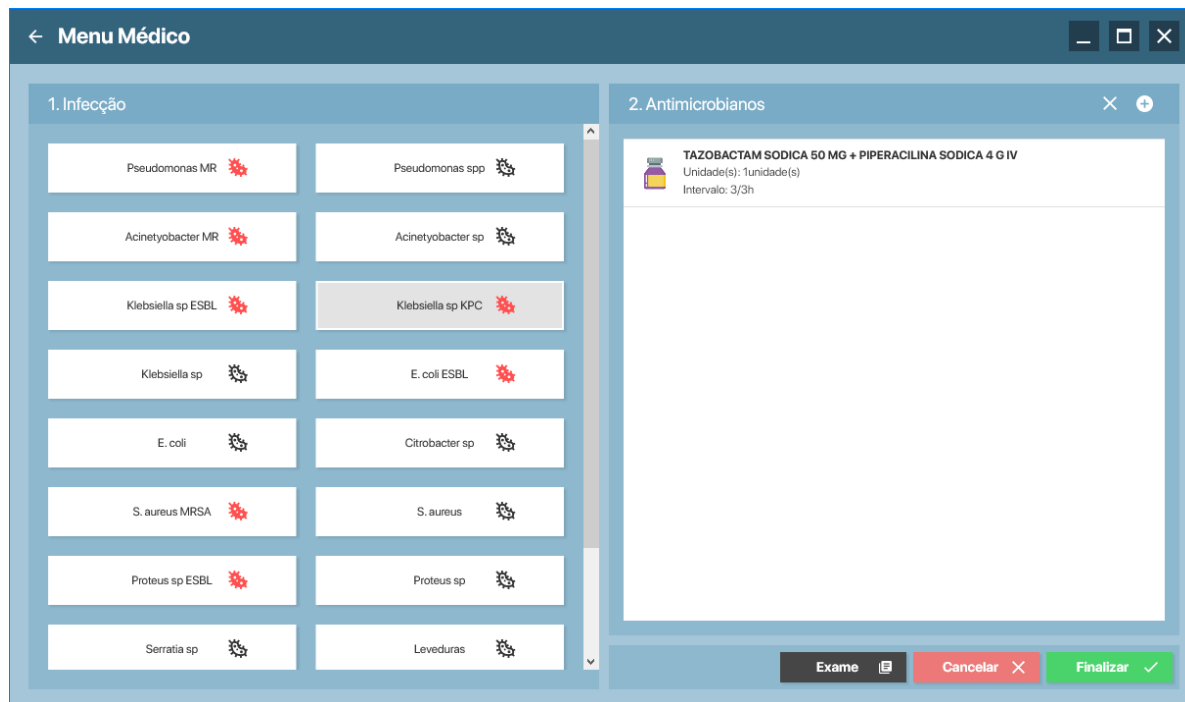 Menu Médico
1. Infecção
Pseudomonas MR
Pseudomonas spp
Acinetyobacter MR
Acinetyobacter sp
Klebsiella sp ESBL
Klebsiella sp KPC
Klebsiella sp
E. coli ESBL
E. coli
Citrobacter sp
S. aureus MRSA
S. aureus
Proteus sp ESBL
Proteus sp
Serratia sp
Leveduras
2. Antimicrobianos
TAZOBACTAM SODICA 50 MG + PIPERACILINA SODICA 4 G IV
Unidade(s): 1unidade(s)
Intervalo: 3/3h
Exame
Cancelar
Finalizar